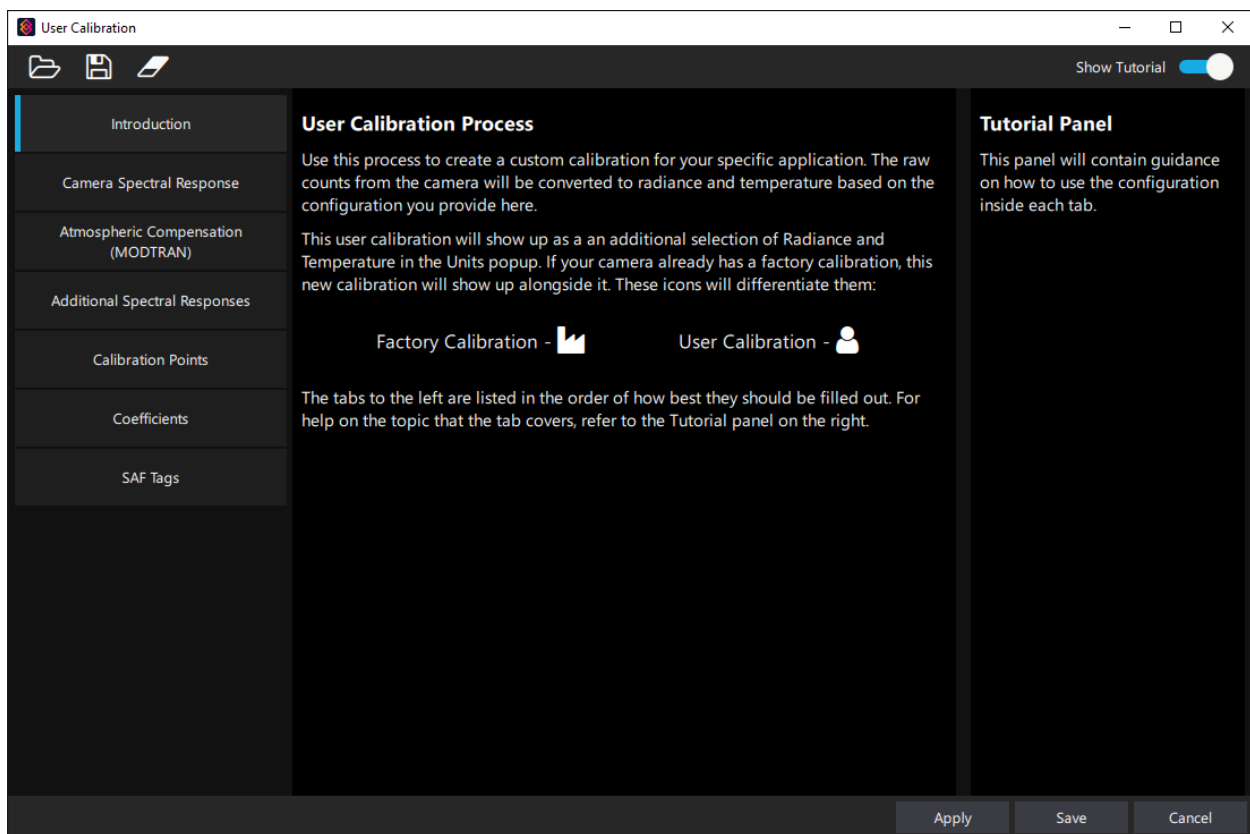 User Calibration
Show Tutorial
Introduction
Camera Spectral Response
Atmospheric Compensation
(MODTRAN)
Additional Spectral Responses
Calibration Points
Coefficients
SAF Tags
User Calibration Process
Use this process to create a custom calibration for your specific application. The raw
counts from the camera will be converted to radiance and temperature based on the
configuration you provide here.
This user calibration will show up as a an additional selection of Radiance and
Temperature in the Units popup. If your camera already has a factory calibration, this
new calibration will show up alongside it. These icons will differentiate them:
Factory Calibration -
User Calibration -
The tabs to the left are listed in the order of how best they should be filled out. For
help on the topic that the tab covers, refer to the Tutorial panel on the right.
Tutorial Panel
This panel will contain guidance
on how to use the configuration
inside each tab.
Apply
Save
Cancel